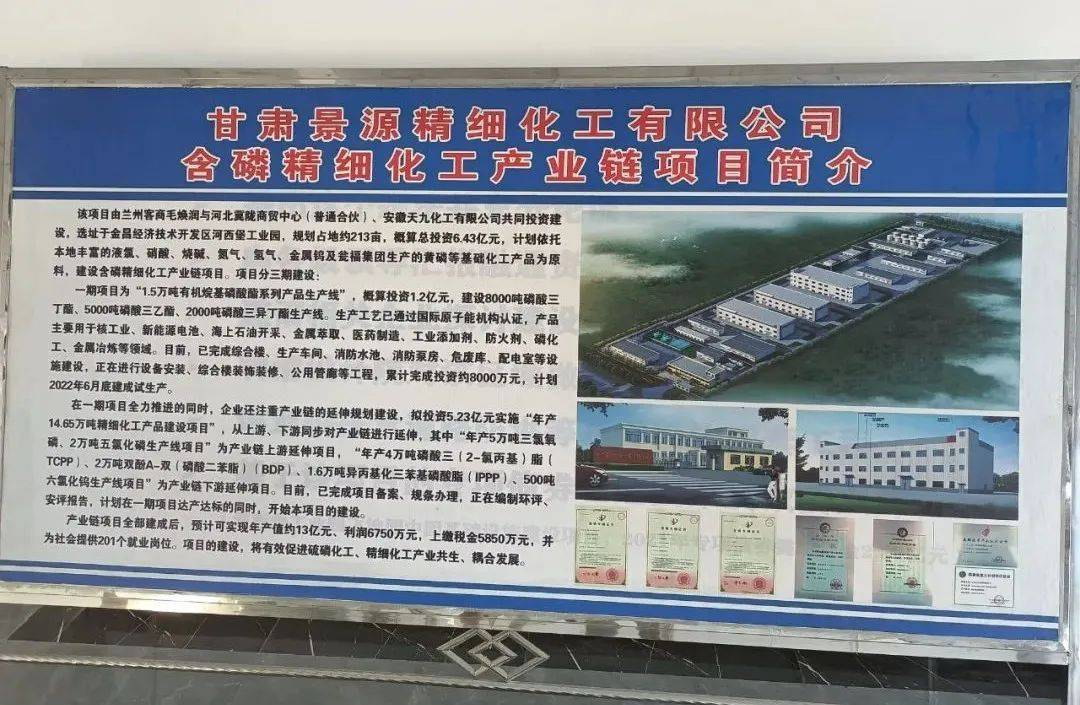 甘肃景源精细化工有限公司
含磷精细化工产业链项目简介
该项目由兰州客商毛焕润与河北冀陇商贸中心（普通合伙）、安徽天九化工有限公司共同投资建
设，选址于金昌经济技术开发区河西堡工业园，规划占地约213亩，概算总投资6.43亿元，计划依托
本地丰富的液氯、硝酸、烧碱、氮气、氢气、金属钨及瓮福集团生产的黄磷等基础化工产品为原
料，建设含磷精细化工产业链项目。项目分三期建设：
一期项目为“1.5万吨有机烷基磷酸酯系列产品生产线”，概算投资1.2亿元，建设8000吨磷酸三
丁酯、5000吨磷酸三乙酯、2000吨磷酸三异丁酯生产线。生产工艺已通过国际原子能机构认证，产品
主要用于核工业、新能源电池、海上石油开采、金属萃取、医药制造、工业添加剂、防火剂、磷化
工、金属冶炼等领域。目前，已完成综合楼、生产车间、消防水池、消防泵房、危废库、配电室等设
施建设，正在进行设备安装、综合楼装饰装修、公用管廊等工程，累计完成投资约8000万元，计划
2022年6月底建成试生产。
在一期项目全力推进的同时，企业还注重产业链的延伸规划建设，拟投资5.23亿元实施“年产
14.65万吨精细化工产品建设项目”，从上游、下游同步对产业链进行延伸，其中“年产5万吨三氯氧
磷、2万吨五氯化磷生产线项目”为产业链上游延伸项目，“年产4万吨磷酸三（2-氯丙基）脂
（TCPP）、2万吨双酚A-双（磷酸二苯脂）（BDP）、1.6万吨异丙基化三苯基磷酸脂（IPPP）、500吨
六氯化钨生产线项目”为产业链下游延伸项目。目前，已完成项目备案、规条办理，正在编制环评、
安评报告，计划在一期项目达产达标的同时，开始本项目的建设。
产业链项目全部建成后，预计可实现年产值约13亿元、利润6750万元，上缴税金5850万元，并
为社会提供201个就业岗位。项目的建设，将有效促进硫磷化工、精细化工产业共生、耦合发展。